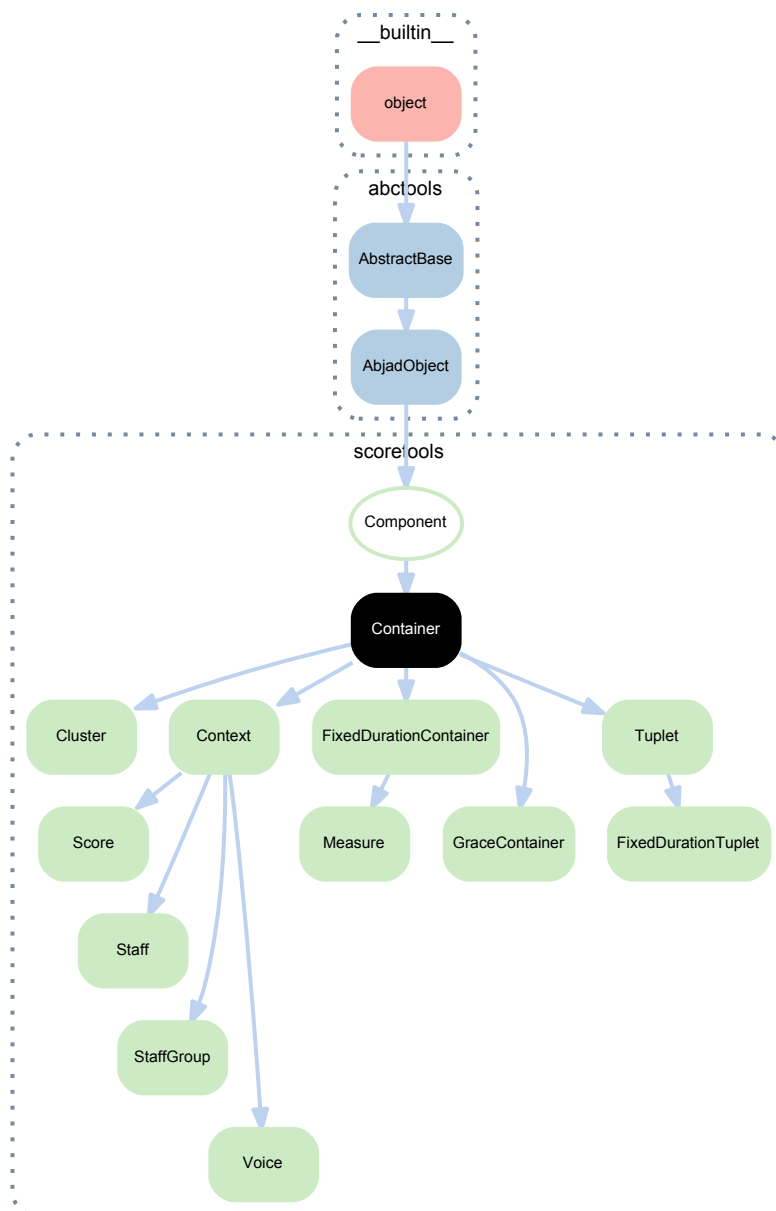 __builtin__
object
abctools
AbstractBase
AbjadObject
scoretools
Component
Container
Cluster
Context
FixedDurationContainer
Tuplet
Score
Measure
GraceContainer
FixedDurationTuplet
Staff
StaffGroup
Voice